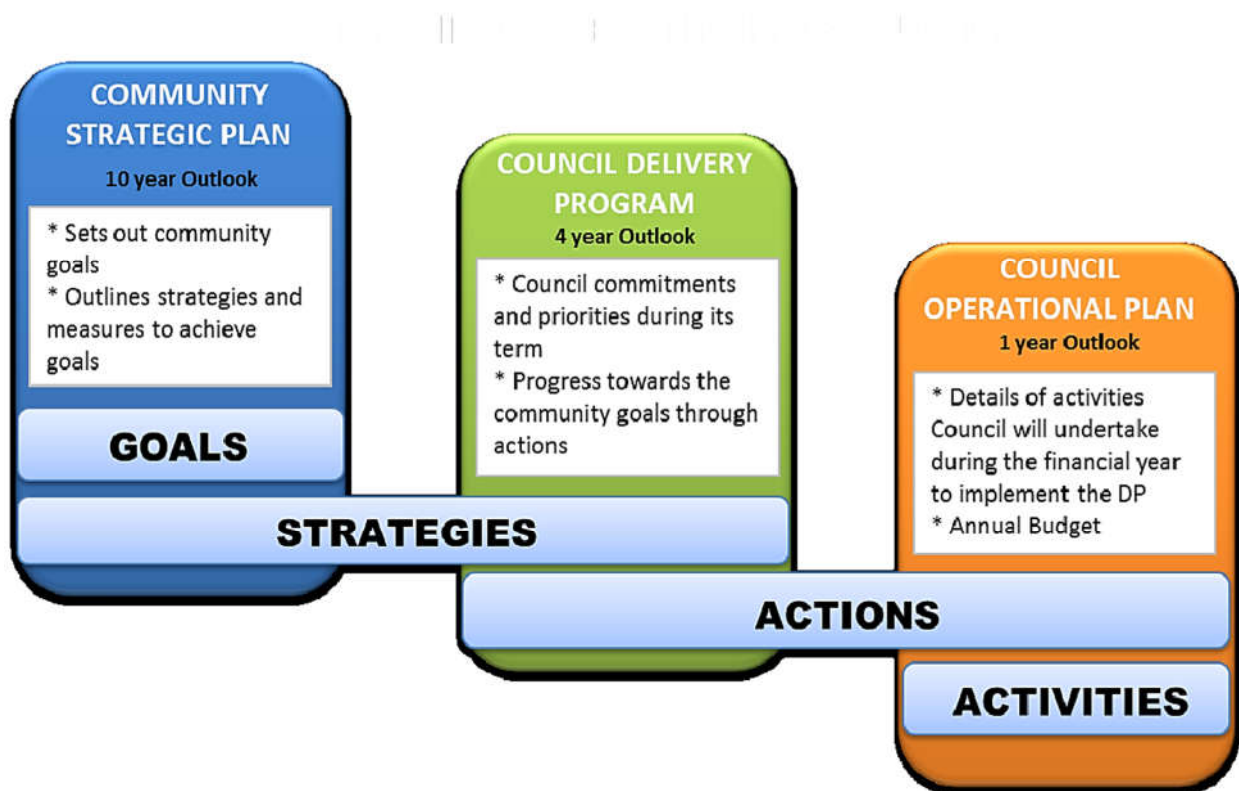 COMMUNITY
STRATEGIC PLAN
10 year Outlook
* Sets out community
goals
* Outlines strategies and
measures to achieve
goals
GOALS
COUNCIL DELIVERY
PROGRAM
4 year Outlook
* Council commitments
and priorities during its
term
* Progress towards the
community goals through
actions
STRATEGIES
COUNCIL
OPERATIONAL PLAN
1 year Outlook
* Details of activities
Council will undertake
during the financial year
to implement the DP
* Annual Budget
ACTIONS
ACTIVITIES